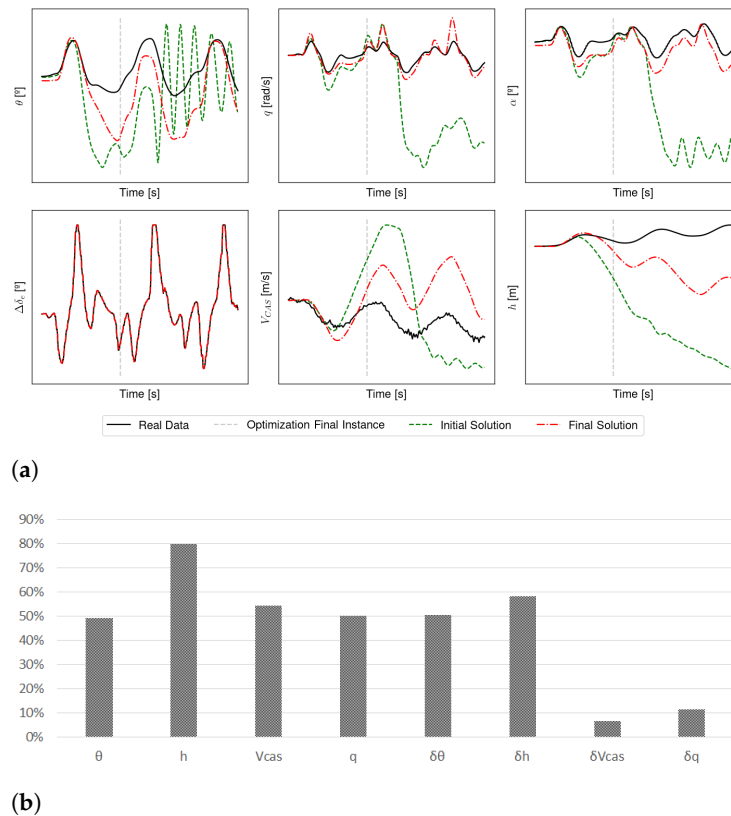 θ [º]
q [rad/s]
α [º]
Time [s]
Time [s]
Time [s]
Δδe [º]
VCAS [m/s]
h [m]
Time [s]
Time [s]
Time [s]
Real Data
Optimization Final Instance
Initial Solution
Final Solution
(a)
90%
80%
70%
60%
50%
40%
30%
20%
10%
0%
θ
h
Vcas
q
δθ
δh
δVcas
δq
(b)